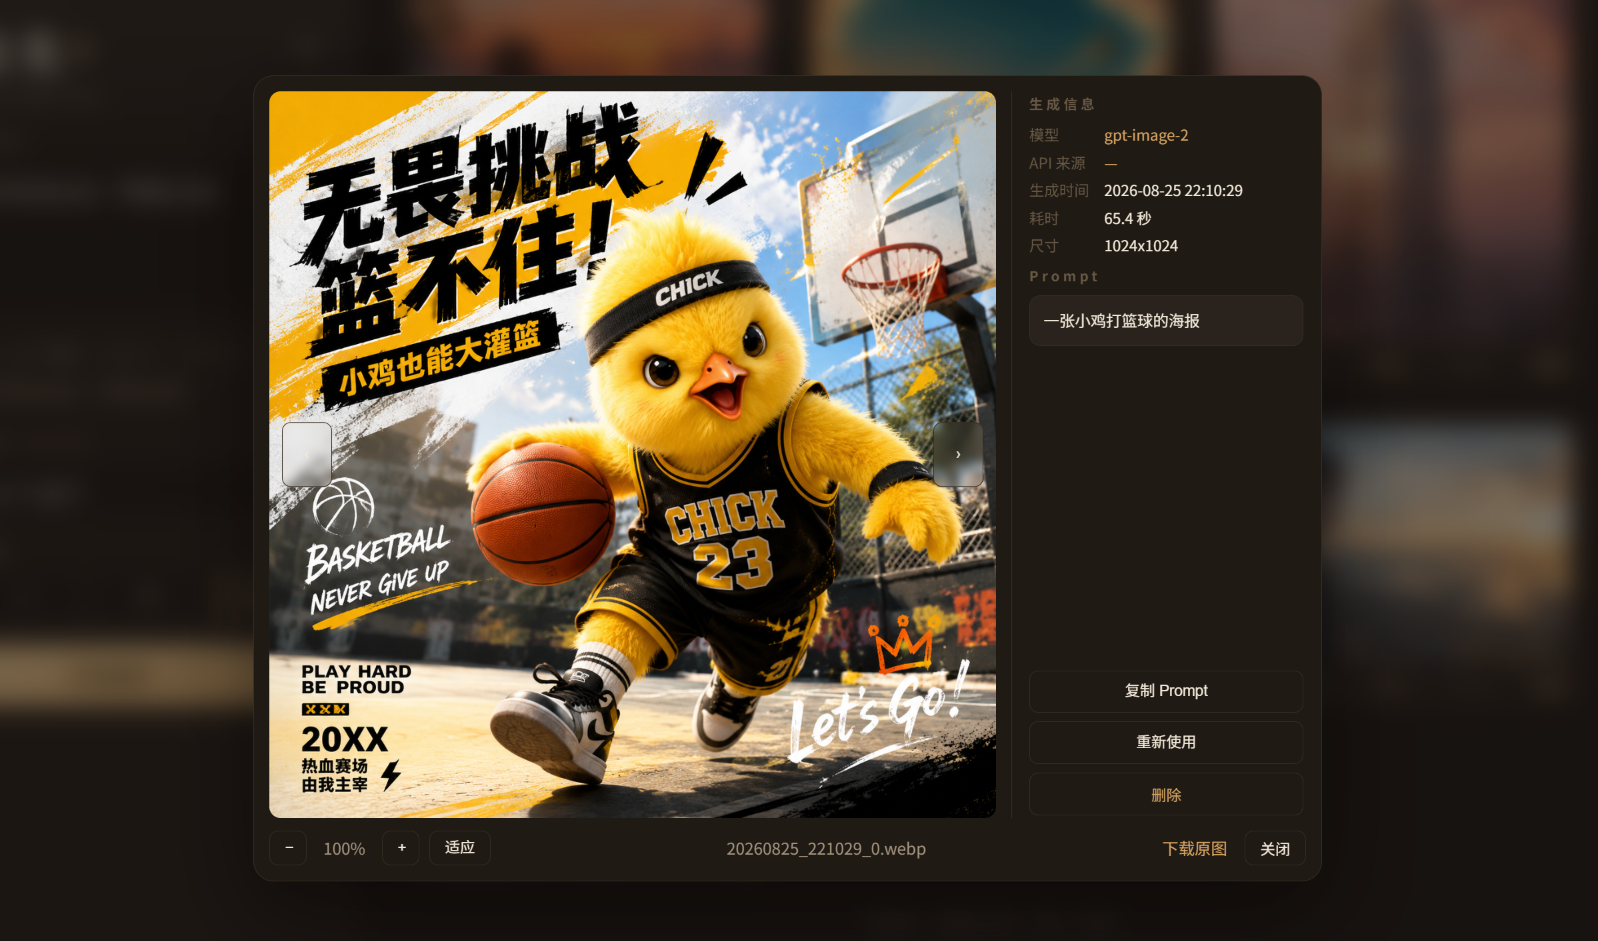 无畏挑战
篮不住!
小鸡也能大灌篮
CHICK
CHICK
23
BASKETBALL
NEVER GIVE UP
PLAY HARD
BE PROUD
XXX
20XX
热血赛场
由我主宰
Let's Go!
生成信息
模型 gpt-image-2
API 来源 —
生成时间 2026-08-25 22:10:29
耗时 65.4 秒
尺寸 1024x1024
Prompt
一张小鸡打篮球的海报
复制 Prompt
重新使用
删除
− 100% + 适应
20260825_221029_0.webp
下载原图
关闭